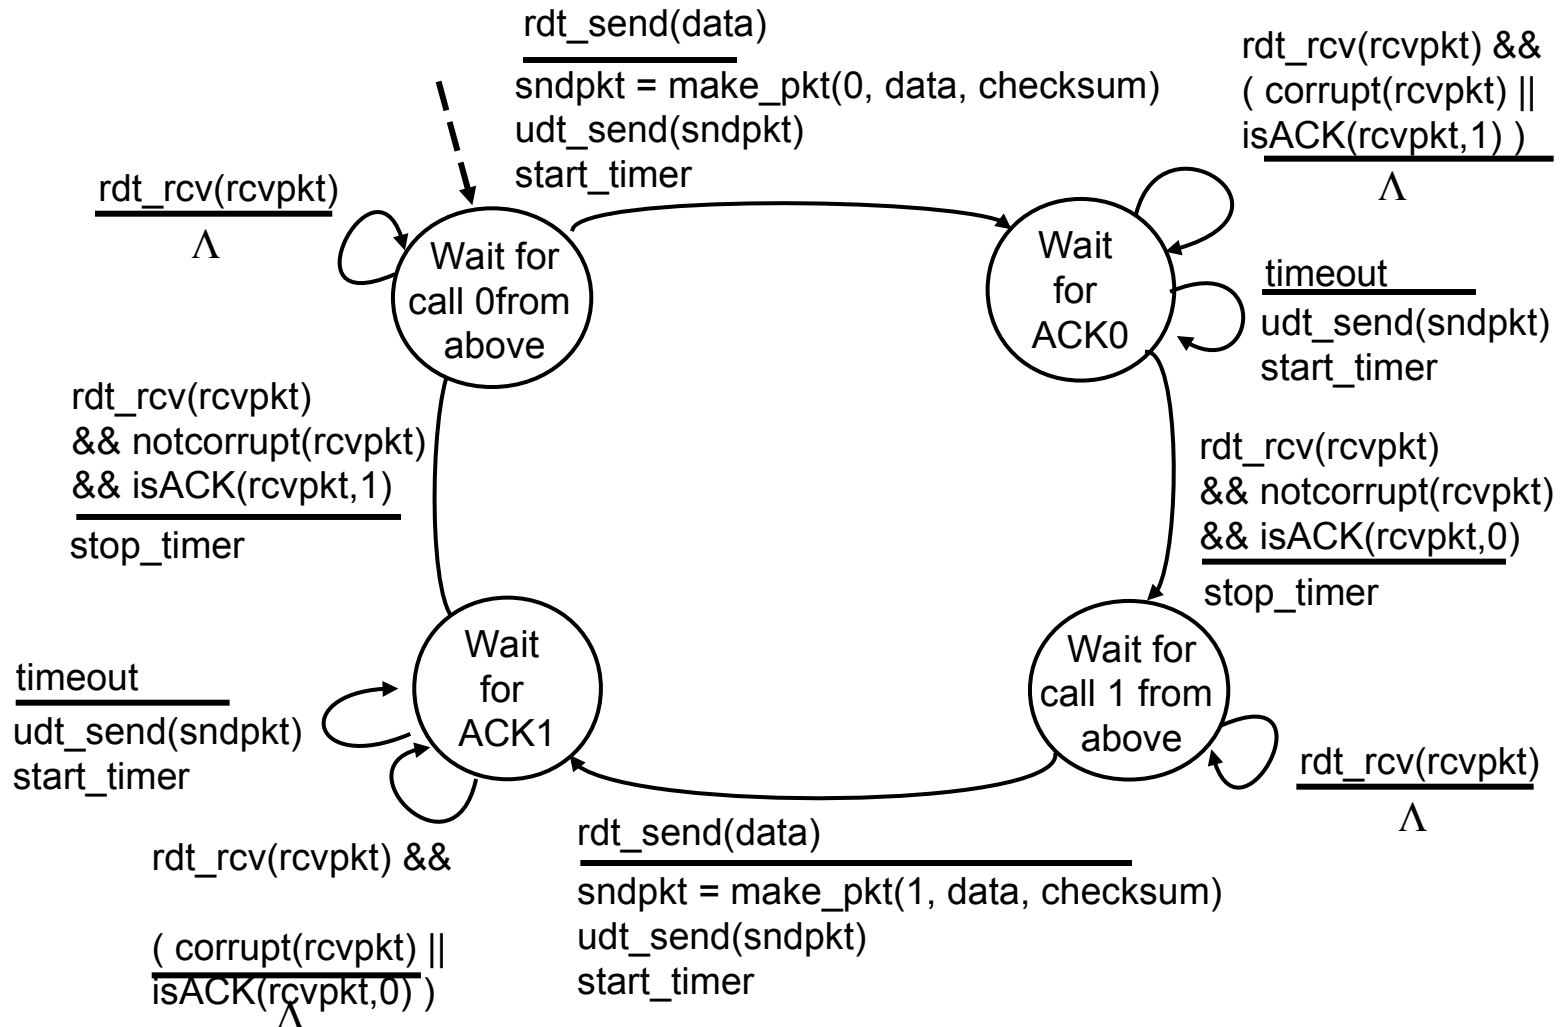 rdt_send(data)
sndpkt = make_pkt(0, data, checksum)
udt_send(sndpkt)
start_timer
rdt_rcv(rcvpkt) &&
( corrupt(rcvpkt) ||
isACK(rcvpkt,1) )
Λ
rdt_rcv(rcvpkt)
Λ
Wait for
call 0from
above
Wait
for
ACK0
timeout
udt_send(sndpkt)
start_timer
rdt_rcv(rcvpkt)
&& notcorrupt(rcvpkt)
&& isACK(rcvpkt,1)
stop_timer
rdt_rcv(rcvpkt)
&& notcorrupt(rcvpkt)
&& isACK(rcvpkt,0)
stop_timer
Wait
for
ACK1
Wait for
call 1 from
above
timeout
udt_send(sndpkt)
start_timer
rdt_rcv(rcvpkt)
Λ
rdt_rcv(rcvpkt) &&
( corrupt(rcvpkt) ||
isACK(rcvpkt,0) )
Λ
rdt_send(data)
sndpkt = make_pkt(1, data, checksum)
udt_send(sndpkt)
start_timer